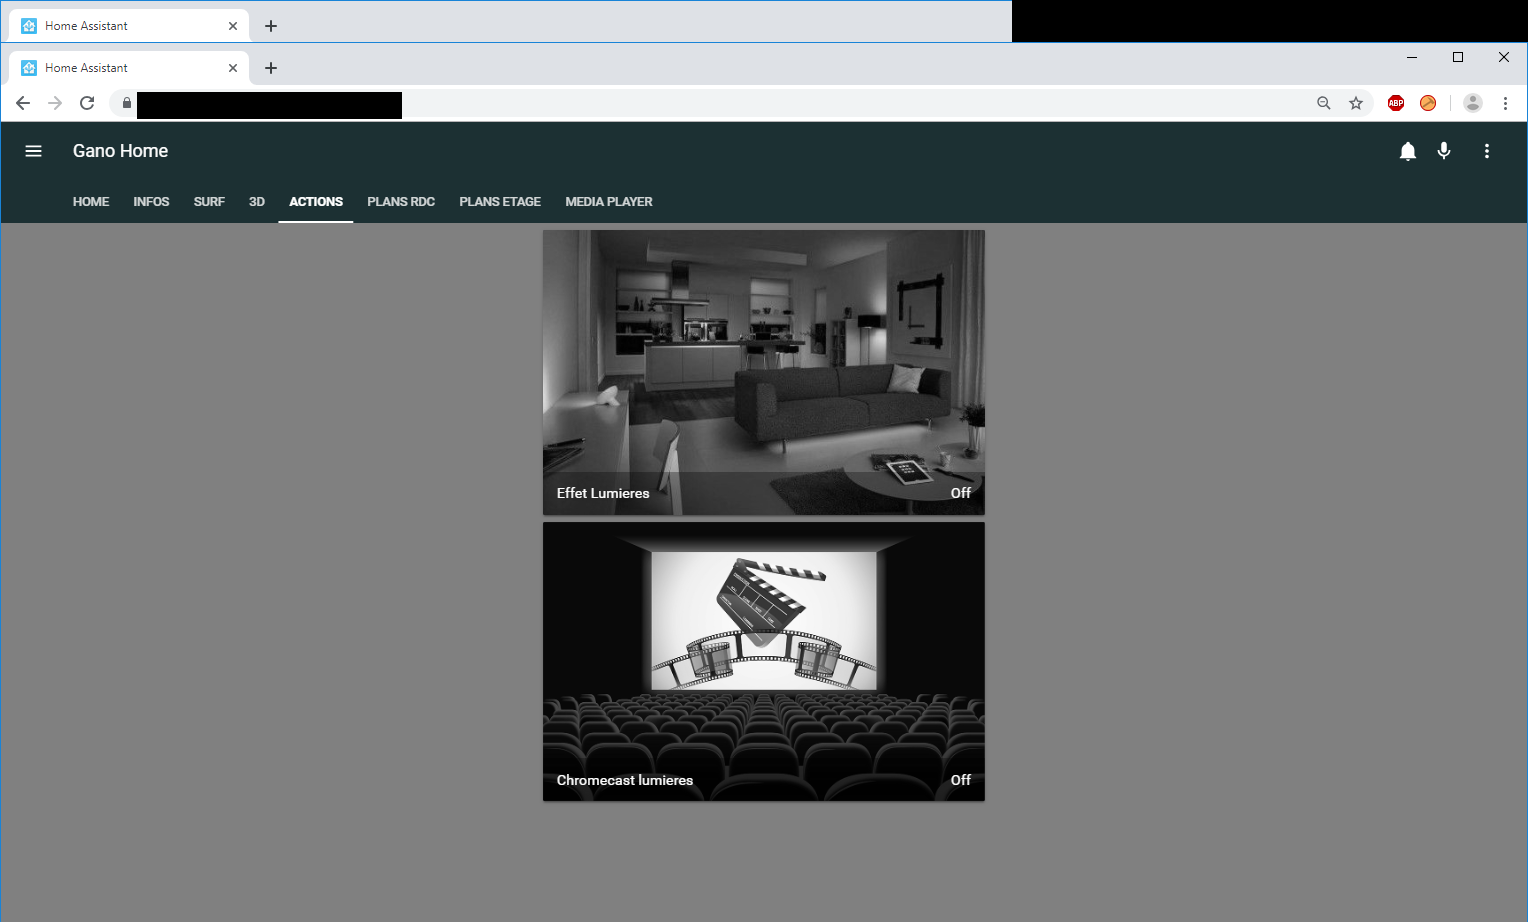 Home Assistant
Home Assistant
ABP
Gano Home
HOME INFOS SURF 3D ACTIONS PLANS RDC PLANS ETAGE MEDIA PLAYER
Effet Lumieres Off
Chromecast lumieres Off